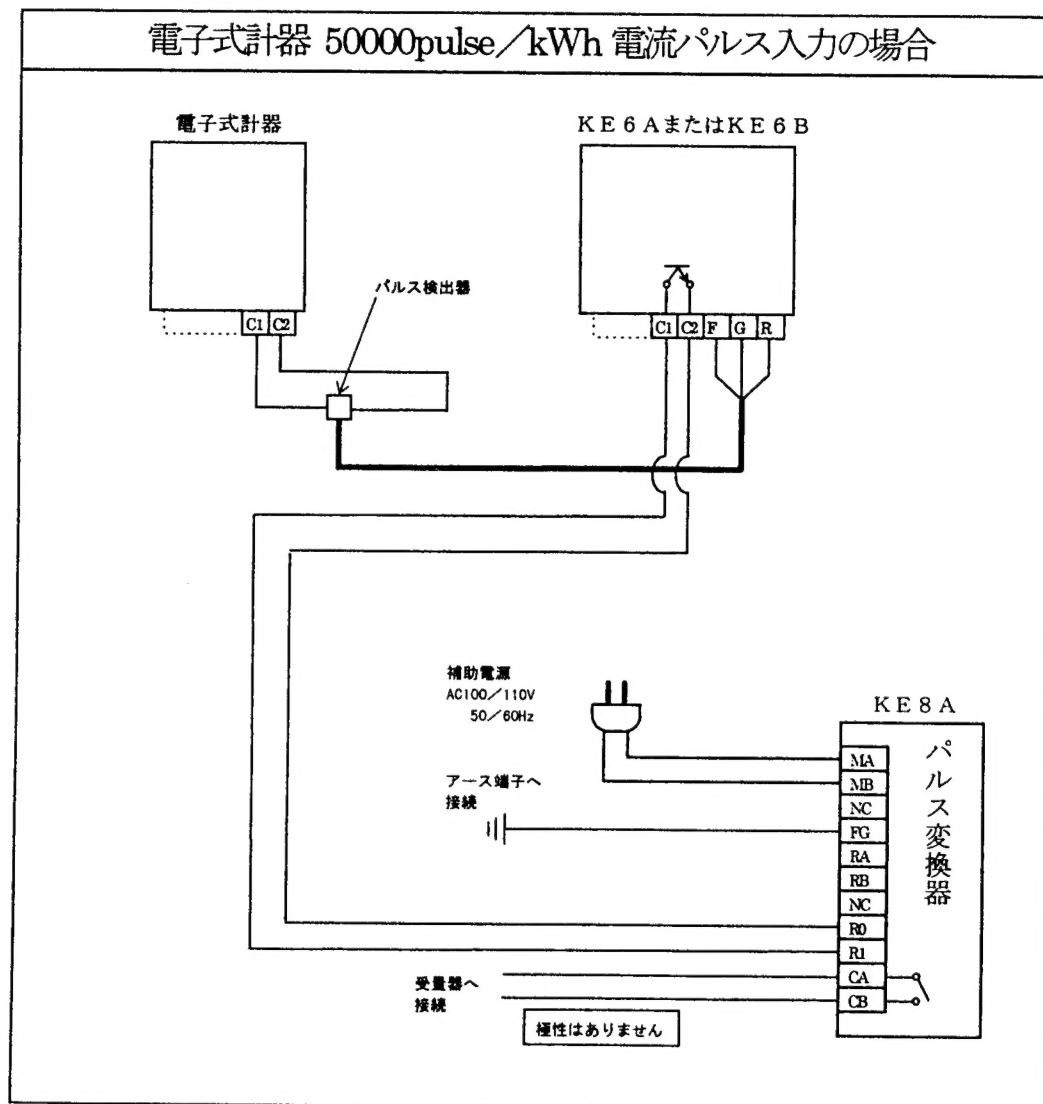 電子式計器 50000pulse／kWh 電流パルス入力の場合
電子式計器
KE6AまたはKE6B
パルス検出器
C1 C2
C1 C2 F G R
補助電源
AC100／110V
50／60Hz
KE8A
パルス変換器
アース端子へ
接続
MA
MB
NC
FG
RA
RB
NC
R0
R1
CA
CB
受量器へ
接続
極性はありません